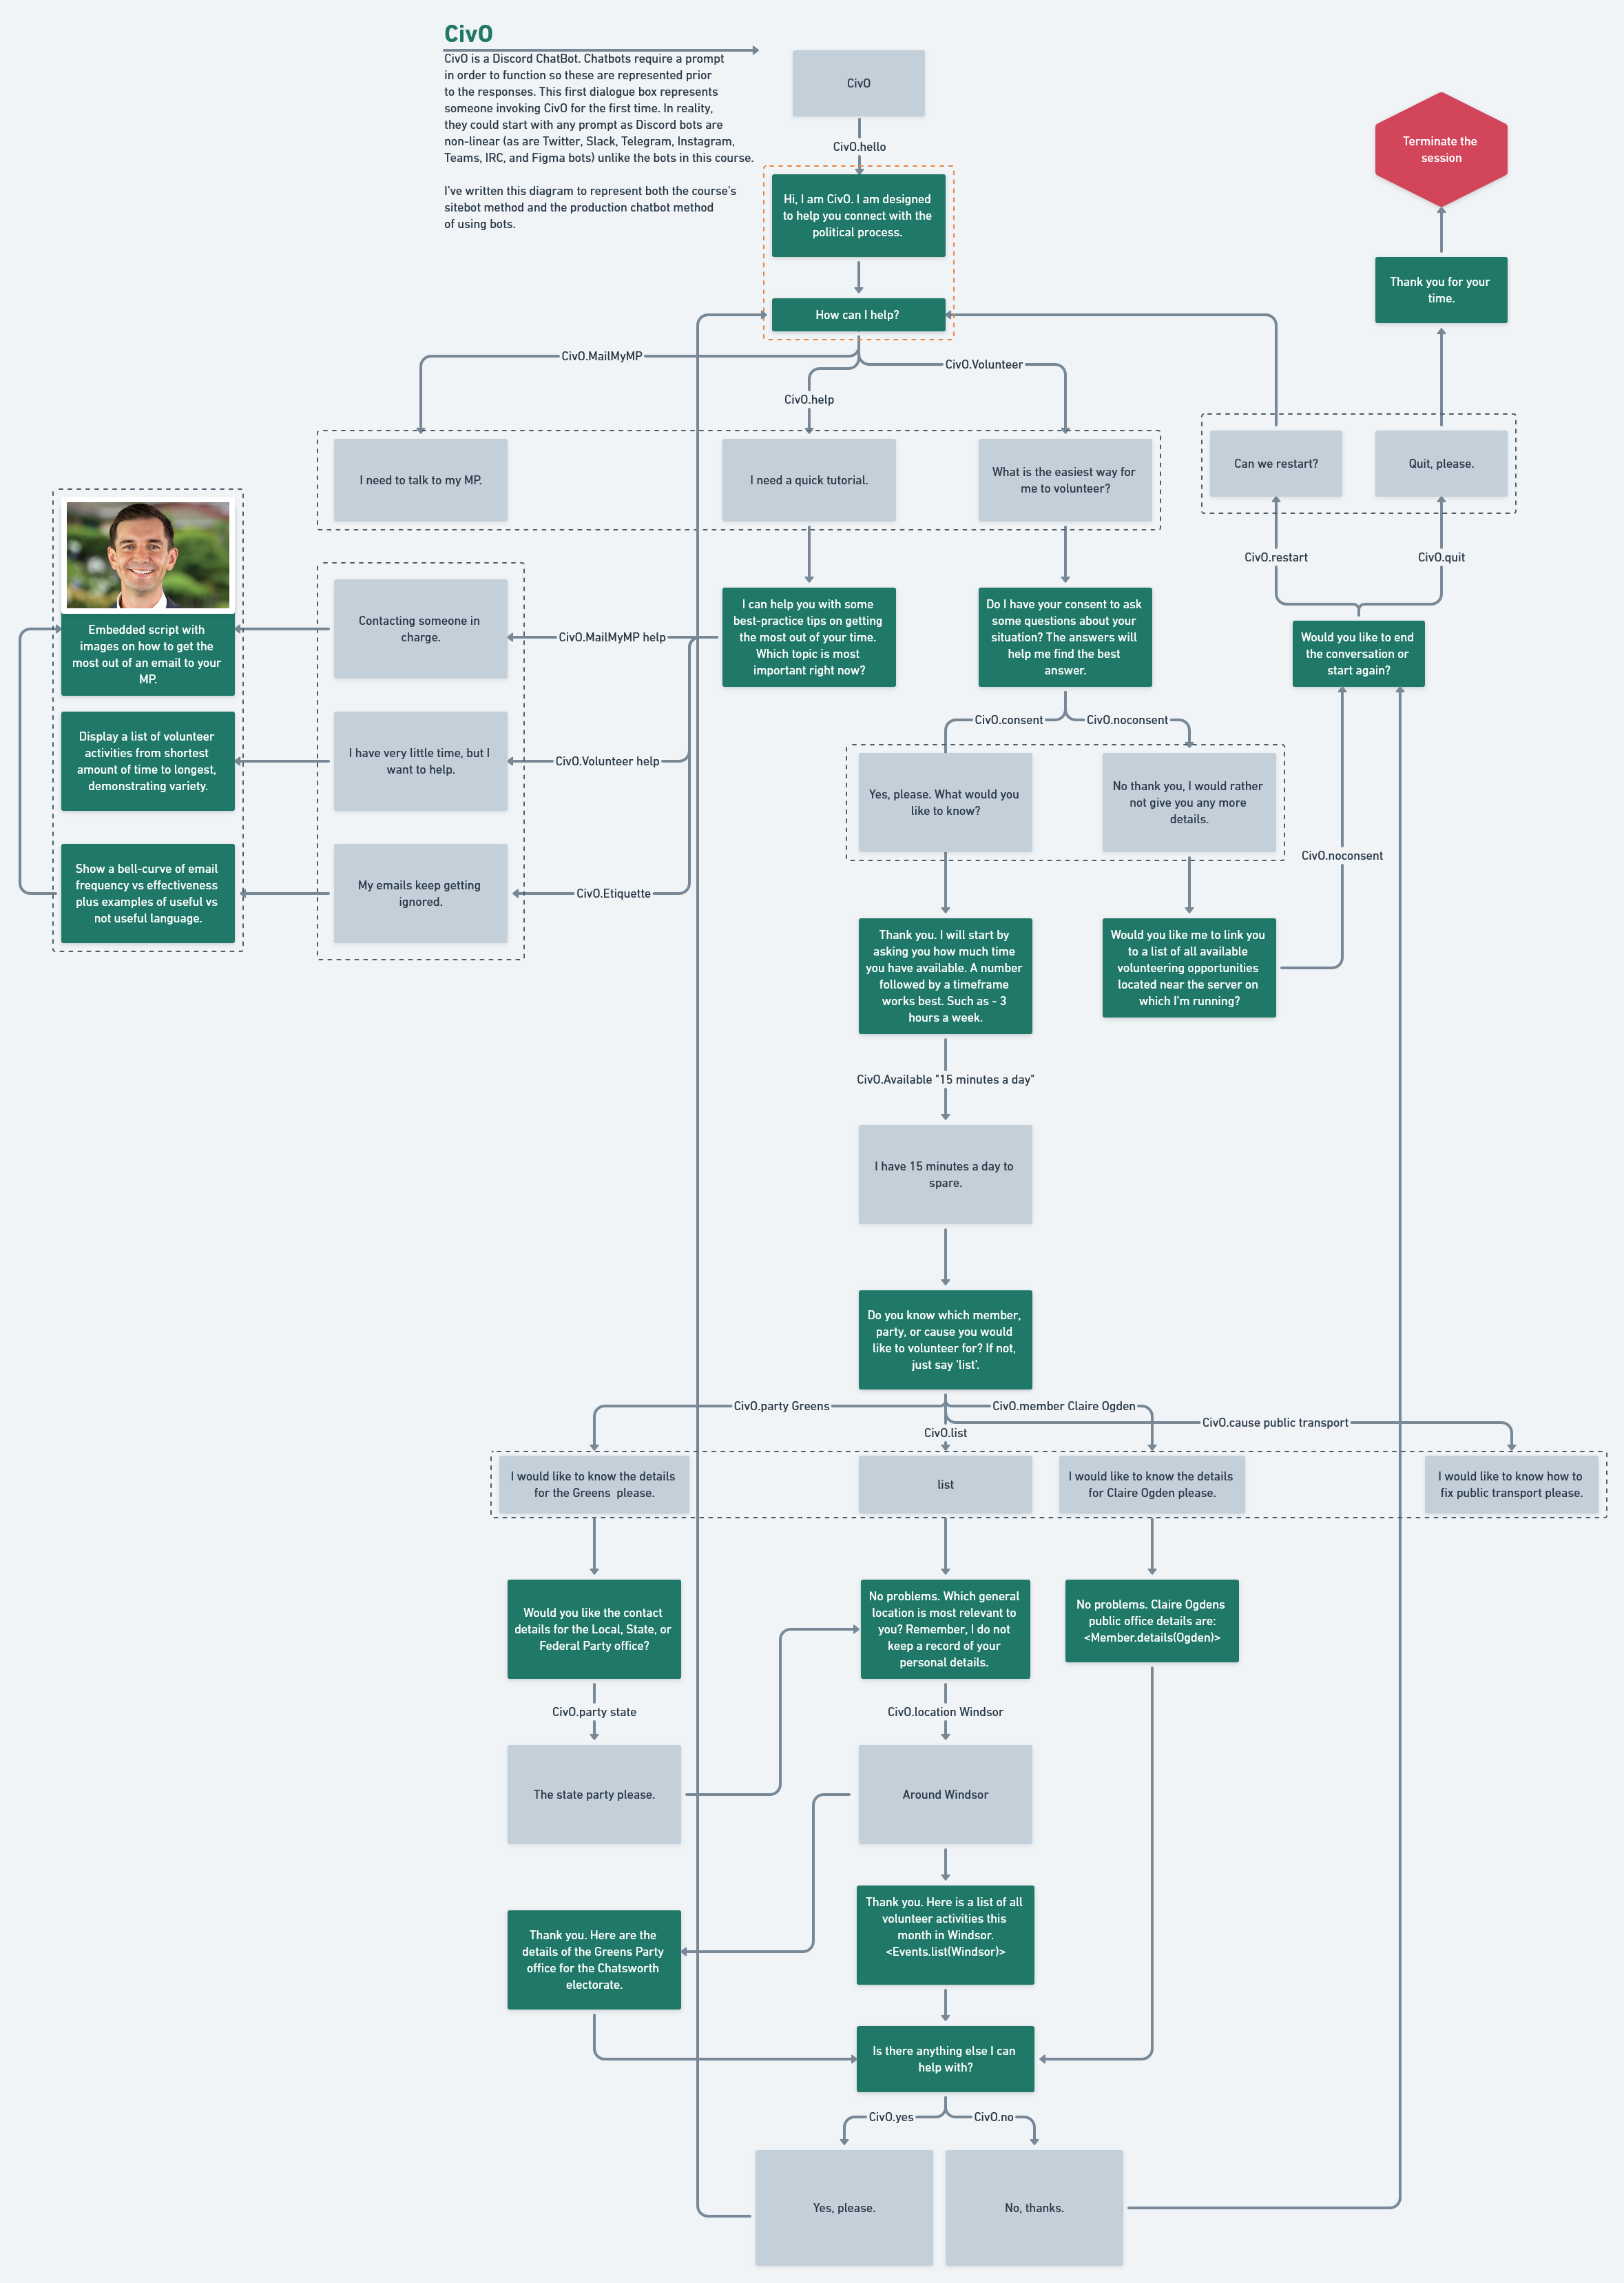 CivO
CivO is a Discord ChatBot. Chatbots require a prompt
in order to function so these are represented prior
to the responses. This first dialogue box represents
someone invoking CivO for the first time. In reality,
they could start with any prompt as Discord bots are
non-linear (as are Twitter, Slack, Telegram, Instagram,
Teams, IRC, and Figma bots) unlike the bots in this course.
I've written this diagram to represent both the course's
sitebot method and the production chatbot method
of using bots.
CivO
CivO.hello
Hi, I am CivO. I am designed
to help you connect with the
political process.
How can I help?
Terminate the
session
Thank you for your
time.
CivO.MailMyMP
CivO.help
CivO.Volunteer
I need to talk to my MP.
I need a quick tutorial.
What is the easiest way for
me to volunteer?
Can we restart?
Quit, please.
CivO.restart
CivO.quit
Would you like to end
the conversation or
start again?
Embedded script with
images on how to get the
most out of an email to your
MP.
Contacting someone in
charge.
CivO.MailMyMP help
I can help you with some
best-practice tips on getting
the most out of your time.
Which topic is most
important right now?
Do I have your consent to ask
some questions about your
situation? The answers will
help me find the best
answer.
Display a list of volunteer
activities from shortest
amount of time to longest,
demonstrating variety.
I have very little time, but I
want to help.
CivO.Volunteer help
CivO.consent
CivO.noconsent
Yes, please. What would you
like to know?
No thank you, I would rather
not give you any more
details.
CivO.noconsent
Show a bell-curve of email
frequency vs effectiveness
plus examples of useful vs
not useful language.
My emails keep getting
ignored.
CivO.Etiquette
Thank you. I will start by
asking you how much time
you have available. A number
followed by a timeframe
works best. Such as - 3
hours a week.
Would you like me to link you
to a list of all available
volunteering opportunities
located near the server on
which I'm running?
CivO.Available "15 minutes a day"
I have 15 minutes a day to
spare.
Do you know which member,
party, or cause you would
like to volunteer for? If not,
just say 'list'.
CivO.party Greens
CivO.list
CivO.member Claire Ogden
CivO.cause public transport
I would like to know the details
for the Greens  please.
list
I would like to know the details
for Claire Ogden please.
I would like to know how to
fix public transport please.
Would you like the contact
details for the Local, State, or
Federal Party office?
No problems. Which general
location is most relevant to
you? Remember, I do not
keep a record of your
personal details.
No problems. Claire Ogdens
public office details are:
<Member.details(Ogden)>
CivO.party state
CivO.location Windsor
The state party please.
Around Windsor
Thank you. Here are the
details of the Greens Party
office for the Chatsworth
electorate.
Thank you. Here is a list of all
volunteer activities this
month in Windsor.
<Events.list(Windsor)>
Is there anything else I can
help with?
CivO.yes
CivO.no
Yes, please.
No, thanks.